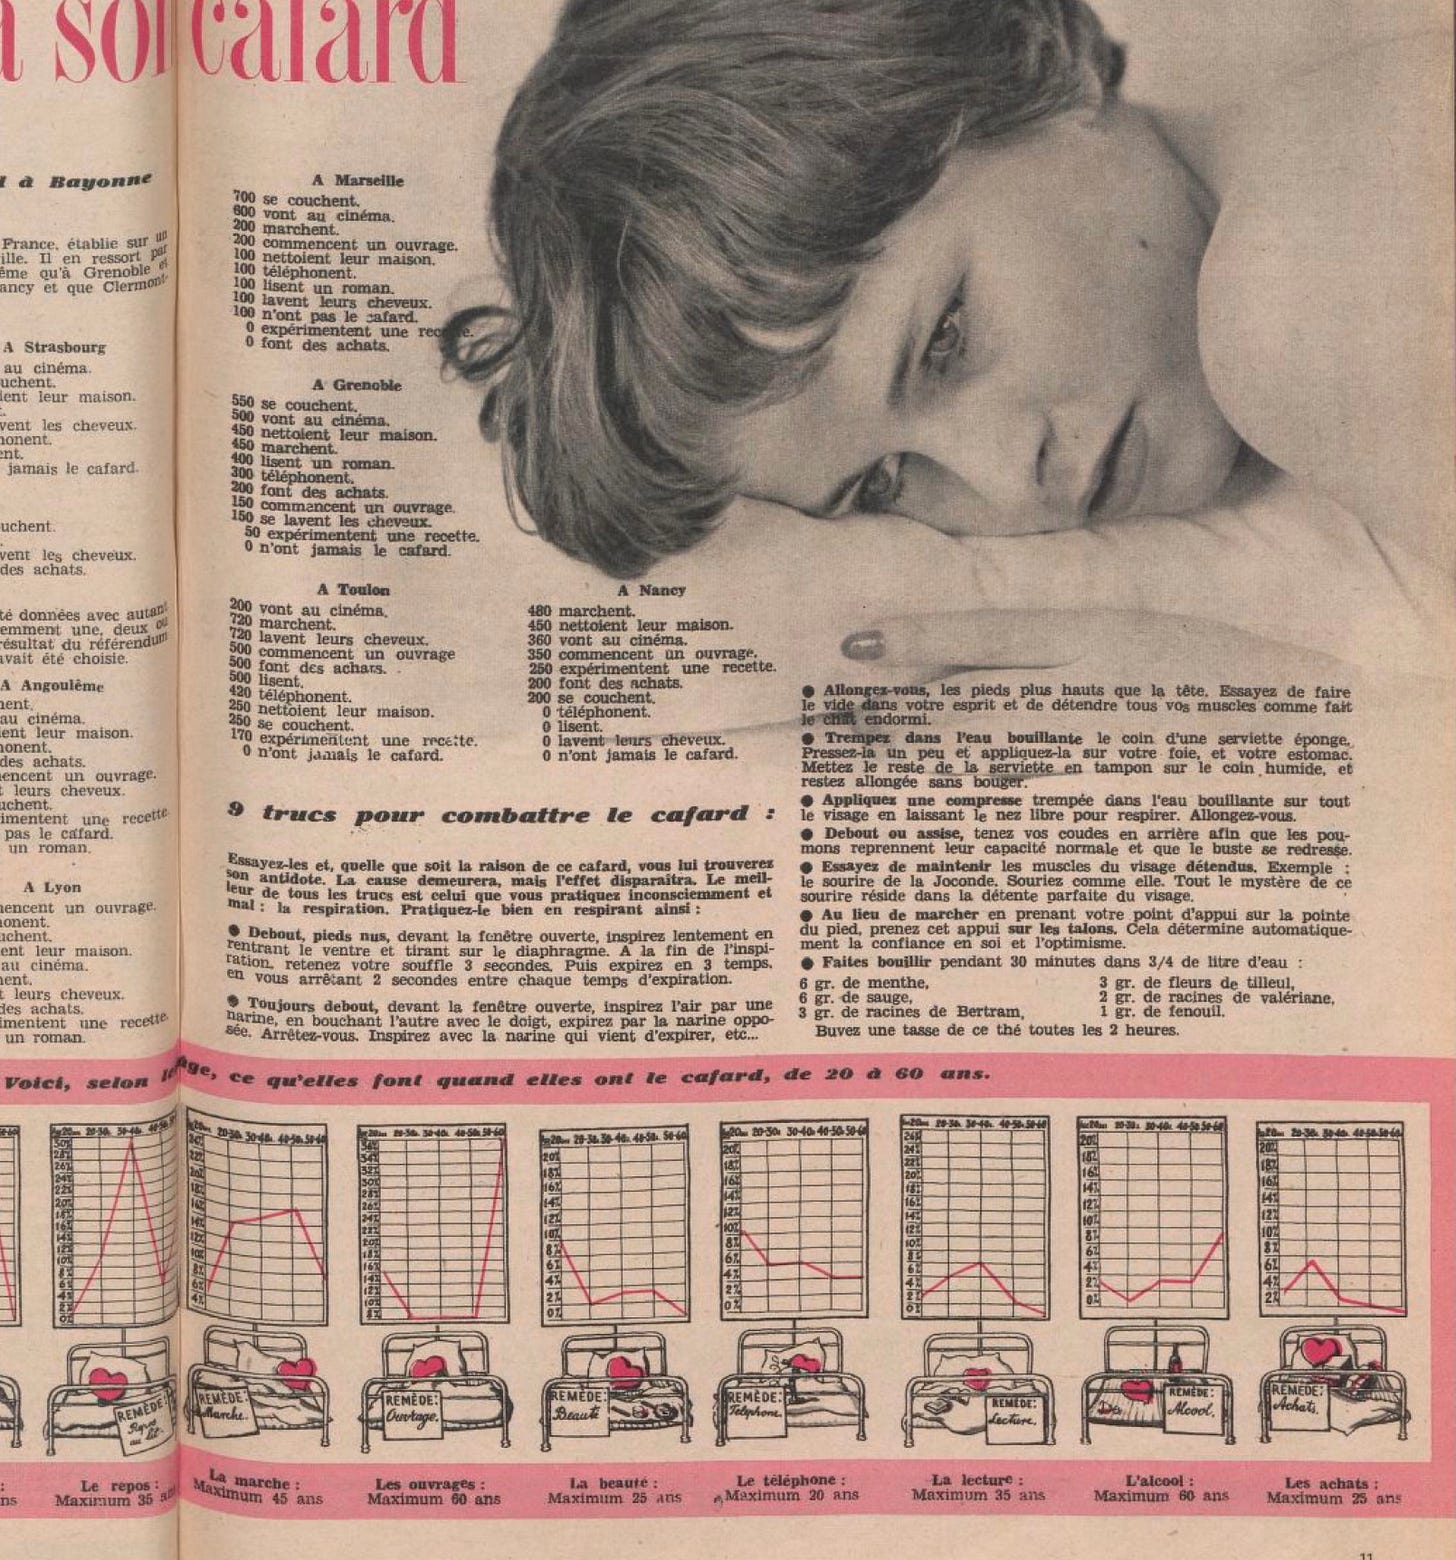 a son cafard
à Bayonne
France, établie sur un
ille. Il en ressort par
ême qu'à Grenoble et
ancy et que Clermont-
A Strasbourg
au cinéma.
uchent.
ient leur maison.
t.
vent les cheveux.
honent.
ent.
jamais le cafard.
uchent.
vent les cheveux.
des achats.
té données avec autant
emment une, deux ou
résultat du référendum
avait été choisie.
A Angoulême
nent.
au cinéma.
ient leur maison.
honent.
des achats.
nencent un ouvrage.
t leurs cheveux.
uchent.
imentent une recette.
pas le cafard.
un roman.
A Lyon
nencent un ouvrage.
honent.
uchent.
ent leur maison.
au cinéma.
nent.
t leurs cheveux.
des achats.
imentent une recette.
un roman.
A Marseille
700 se couchent.
600 vont au cinéma.
200 marchent.
200 commencent un ouvrage.
100 nettoient leur maison.
100 téléphonent.
100 lisent un roman.
100 lavent leurs cheveux.
100 n'ont pas le cafard.
0 expérimentent une recette.
0 font des achats.
A Grenoble
550 se couchent.
500 vont au cinéma.
450 nettoient leur maison.
450 marchent.
400 lisent un roman.
300 téléphonent.
200 font des achats.
150 commencent un ouvrage.
150 se lavent les cheveux.
50 expérimentent une recette.
0 n'ont jamais le cafard.
A Toulon
200 vont au cinéma.
720 marchent.
720 lavent leurs cheveux.
500 commencent un ouvrage
500 font des achats.
500 lisent.
420 téléphonent.
250 nettoient leur maison.
250 se couchent.
170 expérimentent une recette.
0 n'ont jamais le cafard.
A Nancy
480 marchent.
450 nettoient leur maison.
360 vont au cinéma.
350 commencent un ouvrage.
250 expérimentent une recette.
200 font des achats.
200 se couchent.
0 téléphonent.
0 lisent.
0 lavent leurs cheveux.
0 n'ont jamais le cafard.
9 trucs pour combattre le cafard :
Essayez-les et, quelle que soit la raison de ce cafard, vous lui trouverez
son antidote. La cause demeurera, mais l'effet disparaîtra. Le meil-
leur de tous les trucs est celui que vous pratiquez inconsciemment et
mal : la respiration. Pratiquez-le bien en respirant ainsi :
● Debout, pieds nus, devant la fenêtre ouverte, inspirez lentement en
rentrant le ventre et tirant sur le diaphragme. A la fin de l'inspi-
ration, retenez votre souffle 3 secondes. Puis expirez en 3 temps,
en vous arrêtant 2 secondes entre chaque temps d'expiration.
● Toujours debout, devant la fenêtre ouverte, inspirez l'air par une
narine, en bouchant l'autre avec le doigt, expirez par la narine oppo-
sée. Arrêtez-vous. Inspirez avec la narine qui vient d'expirer, etc...
● Allongez-vous, les pieds plus hauts que la tête. Essayez de faire
le vide dans votre esprit et de détendre tous vos muscles comme fait
le chat endormi.
● Trempez dans l'eau bouillante le coin d'une serviette éponge.
Pressez-la un peu et appliquez-la sur votre foie, et votre estomac.
Mettez le reste de la serviette en tampon sur le coin humide, et
restez allongée sans bouger.
● Appliquez une compresse trempée dans l'eau bouillante sur tout
le visage en laissant le nez libre pour respirer. Allongez-vous.
● Debout ou assise, tenez vos coudes en arrière afin que les pou-
mons reprennent leur capacité normale et que le buste se redresse.
● Essayez de maintenir les muscles du visage détendus. Exemple :
le sourire de la Joconde. Souriez comme elle. Tout le mystère de ce
sourire réside dans la détente parfaite du visage.
● Au lieu de marcher en prenant votre point d'appui sur la pointe
du pied, prenez cet appui sur les talons. Cela détermine automatique-
ment la confiance en soi et l'optimisme.
● Faites bouillir pendant 30 minutes dans 3/4 de litre d'eau :
6 gr. de menthe,
6 gr. de sauge,
3 gr. de racines de Bertram,
3 gr. de fleurs de tilleul,
2 gr. de racines de valériane,
1 gr. de fenouil.
Buvez une tasse de ce thé toutes les 2 heures.
Voici, selon l'âge, ce qu'elles font quand elles ont le cafard, de 20 à 60 ans.
REMÈDE: Repos au lit.
REMÈDE: Marche.
REMÈDE: Ouvrage.
REMÈDE: Beauté
REMÈDE: Téléphone.
REMÈDE: Lecture.
REMÈDE: Alcool.
REMÈDE: Achats.
ns
Le repos :
Maximum 35 ans
La marche :
Maximum 45 ans
Les ouvrages :
Maximum 60 ans
La beauté :
Maximum 25 ans
Le téléphone :
Maximum 20 ans
La lecture :
Maximum 35 ans
L'alcool :
Maximum 60 ans
Les achats :
Maximum 25 ans
11